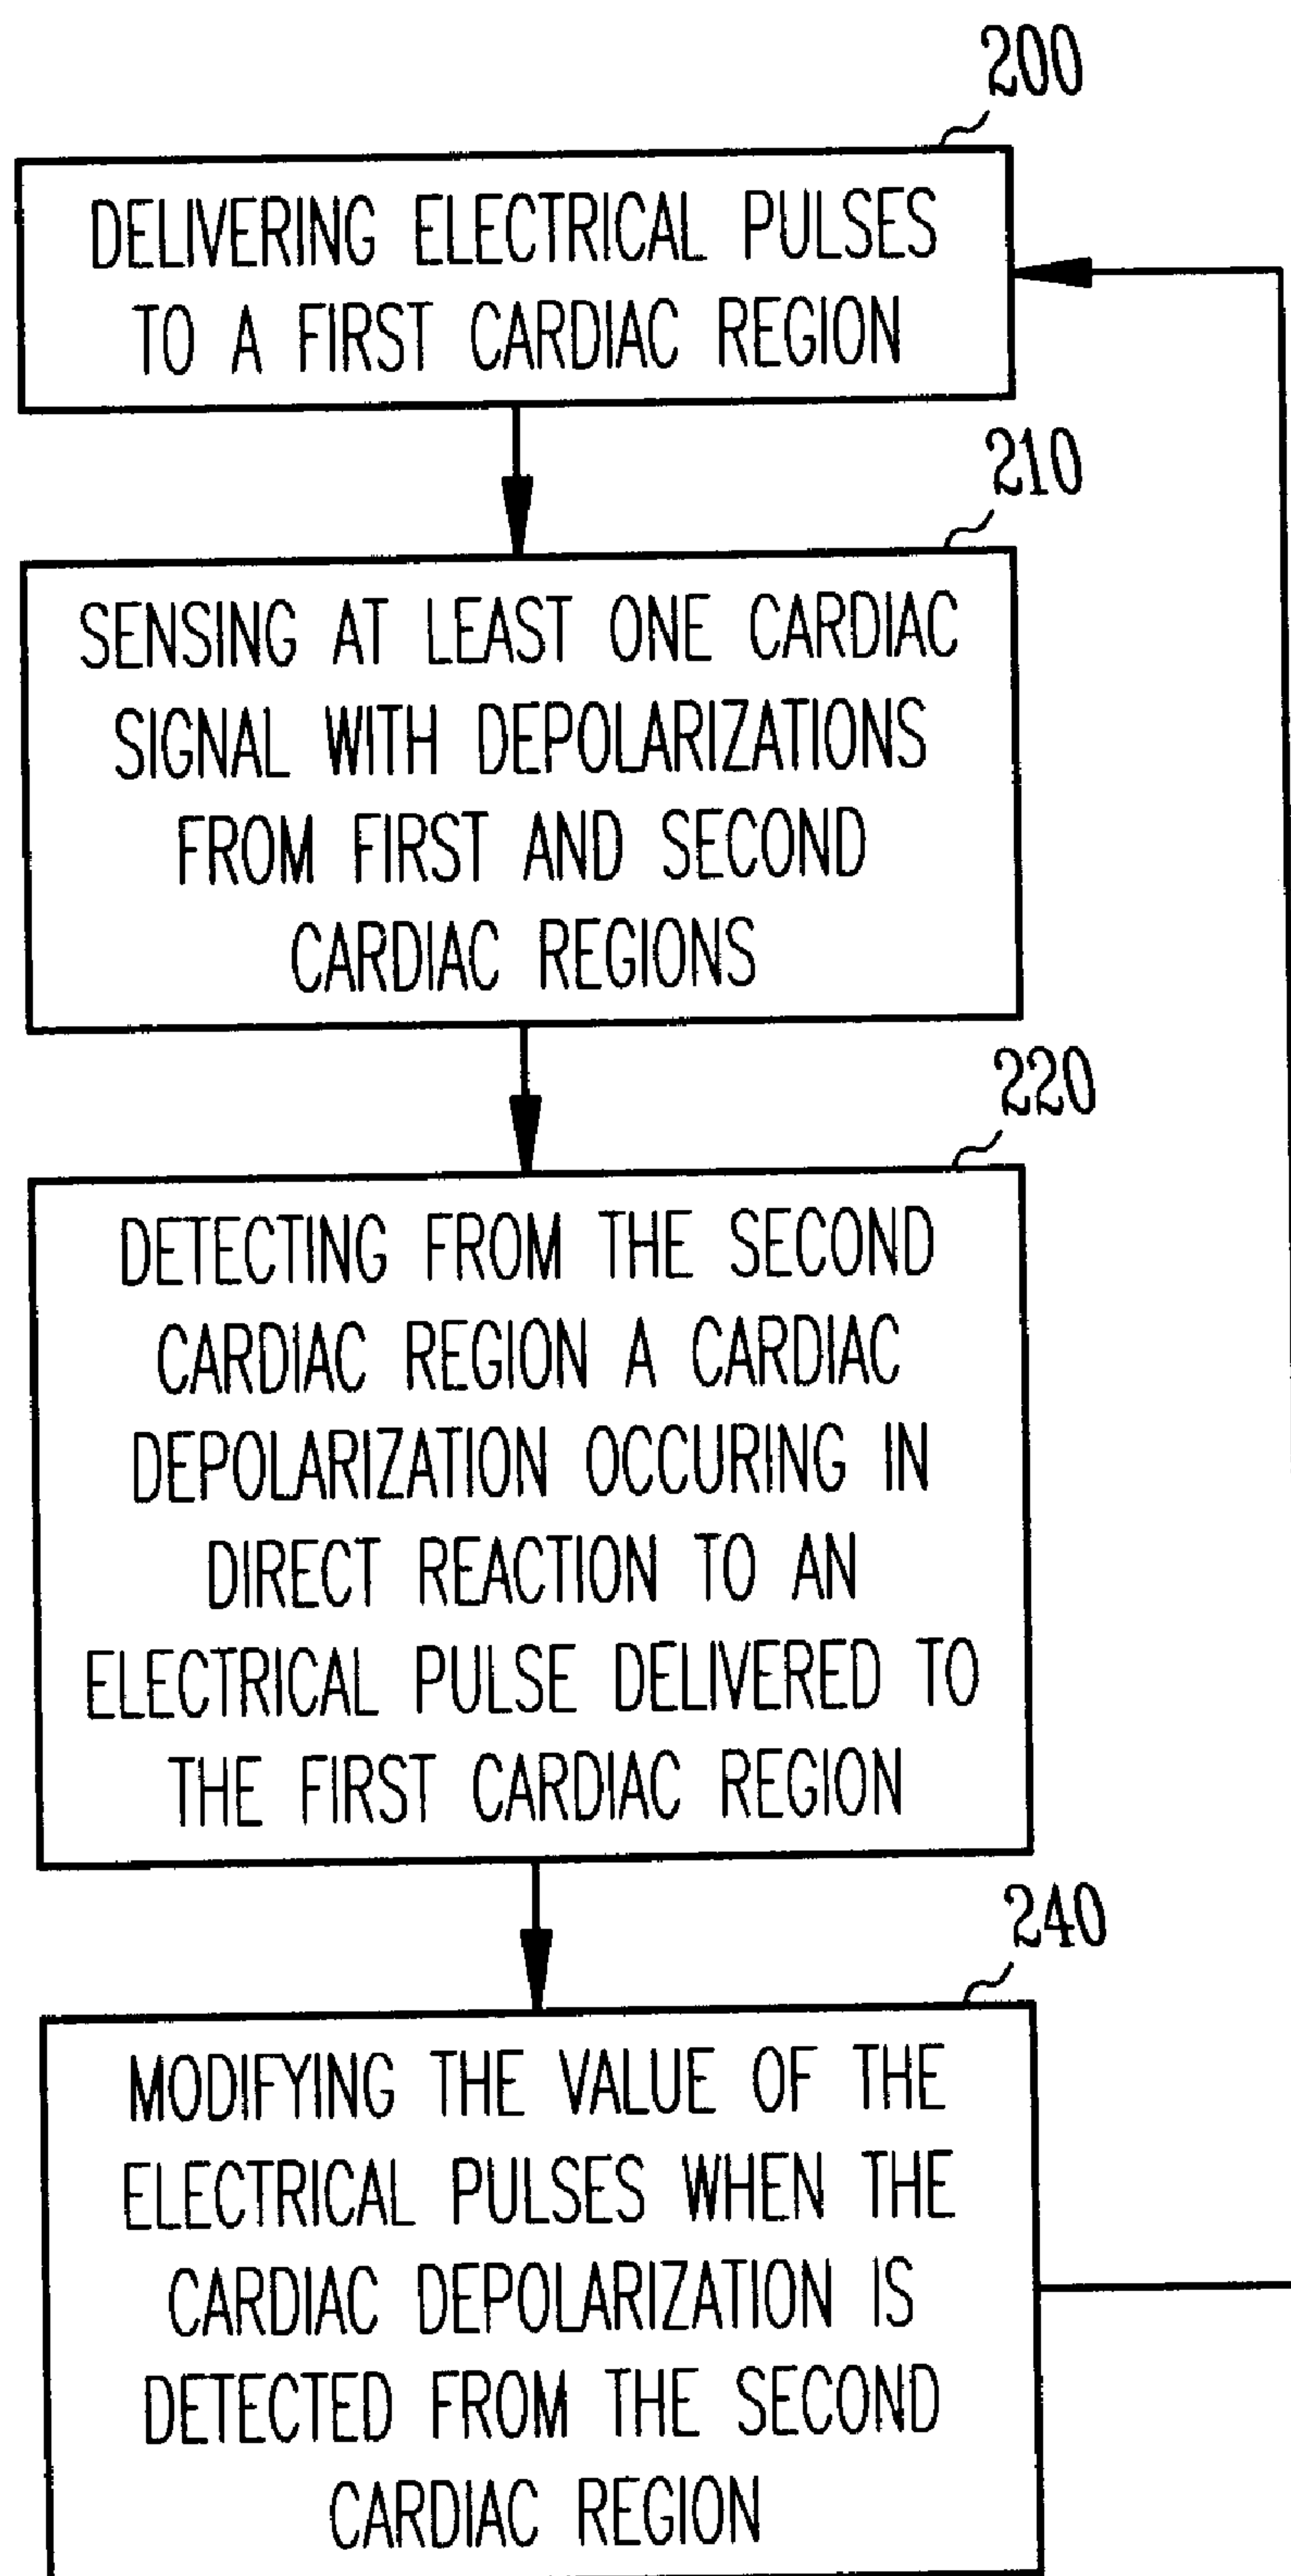 200
DELIVERING ELECTRICAL PULSES
TO A FIRST CARDIAC REGION
210
SENSING AT LEAST ONE CARDIAC
SIGNAL WITH DEPOLARIZATIONS
FROM FIRST AND SECOND
CARDIAC REGIONS
220
DETECTING FROM THE SECOND
CARDIAC REGION A CARDIAC
DEPOLARIZATION OCCURING IN
DIRECT REACTION TO AN
ELECTRICAL PULSE DELIVERED TO
THE FIRST CARDIAC REGION
240
MODIFYING THE VALUE OF THE
ELECTRICAL PULSES WHEN THE
CARDIAC DEPOLARIZATION IS
DETECTED FROM THE SECOND
CARDIAC REGION